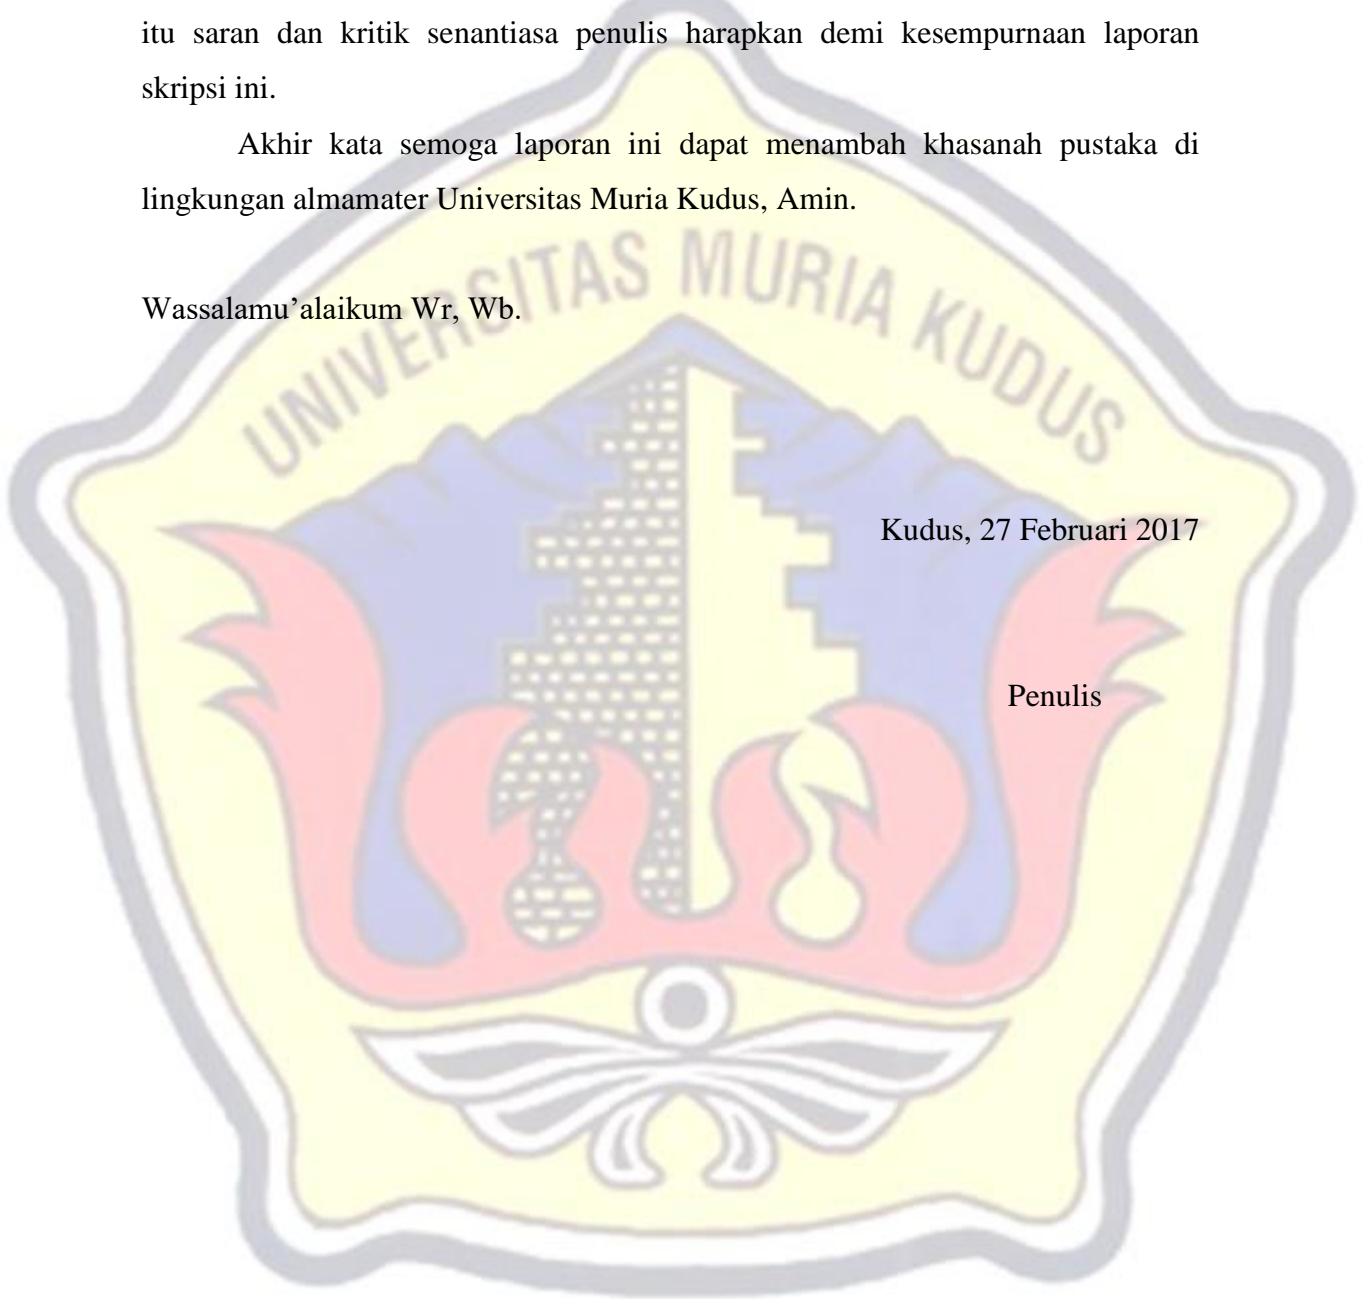 itu saran dan kritik senantiasa penulis harapkan demi kesempurnaan laporan
skripsi ini.
Akhir kata semoga laporan ini dapat menambah khasanah pustaka di
lingkungan almamater Universitas Muria Kudus, Amin.
UNIVERSITAS MURIA KUDUS
Wassalamu’alaikum Wr, Wb.
Kudus, 27 Februari 2017
Penulis